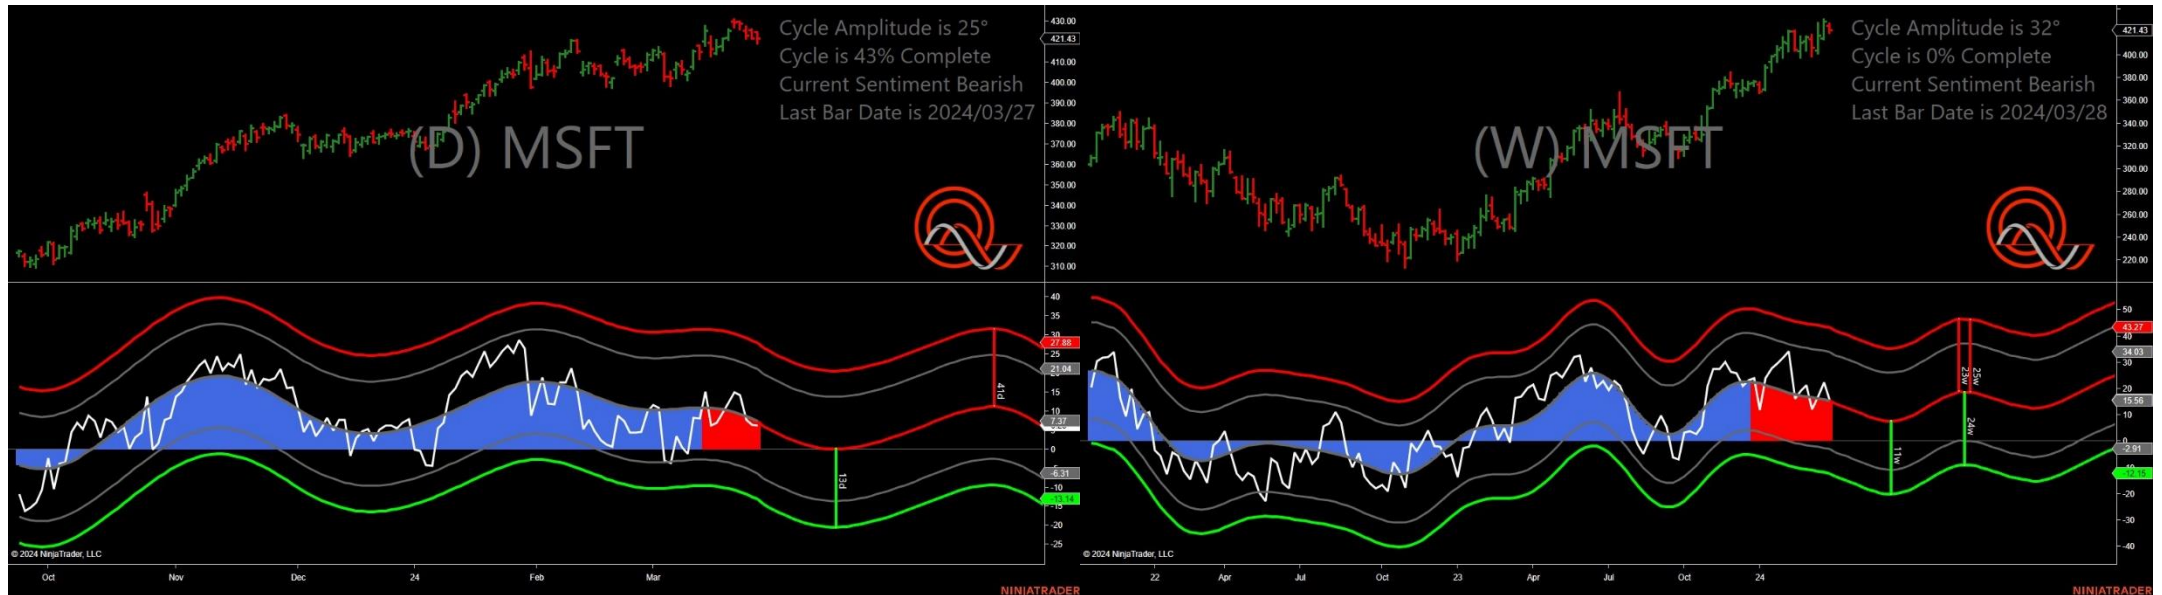 Cycle Amplitude is 25°
Cycle is 43% Complete
Current Sentiment Bearish
Last Bar Date is 2024/03/27
(D) MSFT
430.00
421.43
410.00
400.00
390.00
380.00
370.00
360.00
350.00
340.00
330.00
320.00
310.00
40
35
30
27.88
25
21.04
15
10
7.37
0
-6.31
-10
-13.14
-15
-20
-25
41d
13d
© 2024 NinjaTrader, LLC
Oct
Nov
Dec
24
Feb
Mar
NINJATRADER
Cycle Amplitude is 32°
Cycle is 0% Complete
Current Sentiment Bearish
Last Bar Date is 2024/03/28
(W) MSFT
421.43
400.00
380.00
360.00
340.00
320.00
300.00
280.00
260.00
240.00
220.00
50
43.27
34.03
30
20
15.56
10
0
-2.91
-12.15
-20
-30
-40
23w
25w
24w
11w
© 2024 NinjaTrader, LLC
22
Apr
Jul
Oct
23
Apr
Jul
Oct
24
NINJATRADER